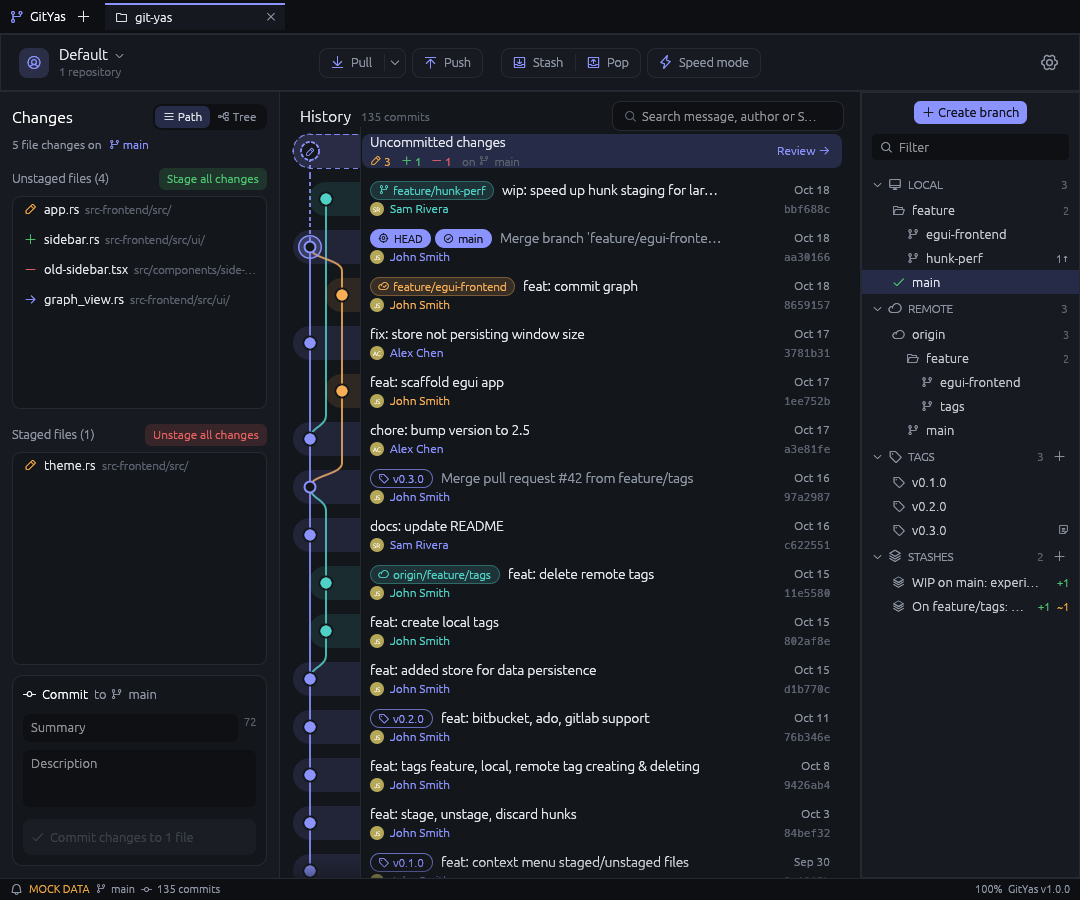 GitYas
git-yas
Default
1 repository
Pull
Push
Stash
Pop
Speed mode
Changes
Path
Tree
5 file changes on main
Unstaged files (4)
Stage all changes
app.rs src-frontend/src/
sidebar.rs src-frontend/src/ui/
old-sidebar.tsx src/components/side-…
graph_view.rs src-frontend/src/ui/
Staged files (1)
Unstage all changes
theme.rs src-frontend/src/
Commit to main
Summary
72
Description
Commit changes to 1 file
History 135 commits
Search message, author or S…
Uncommitted changes
3 + 1 − 1 on main
Review →
feature/hunk-perf wip: speed up hunk staging for lar… Oct 18
SR Sam Rivera bbf688c
HEAD main Merge branch 'feature/egui-fronte… Oct 18
JS John Smith aa30166
feature/egui-frontend feat: commit graph Oct 18
JS John Smith 8659157
fix: store not persisting window size Oct 17
AC Alex Chen 3781b31
feat: scaffold egui app Oct 17
JS John Smith 1ee752b
chore: bump version to 2.5 Oct 17
AC Alex Chen a3e81fe
v0.3.0 Merge pull request #42 from feature/tags Oct 16
JS John Smith 97a2987
docs: update README Oct 16
SR Sam Rivera c622551
origin/feature/tags feat: delete remote tags Oct 15
JS John Smith 11e5580
feat: create local tags Oct 15
JS John Smith 802af8e
feat: added store for data persistence Oct 15
JS John Smith d1b770c
v0.2.0 feat: bitbucket, ado, gitlab support Oct 11
JS John Smith 76b346e
feat: tags feature, local, remote tag creating & deleting Oct 8
JS John Smith 9426ab4
feat: stage, unstage, discard hunks Oct 3
JS John Smith 84bef32
v0.1.0 feat: context menu staged/unstaged files Sep 30
+ Create branch
Filter
LOCAL 3
feature 2
egui-frontend
hunk-perf 1↑
main
REMOTE 3
origin 3
feature 2
egui-frontend
tags
main
TAGS 3 +
v0.1.0
v0.2.0
v0.3.0
STASHES 2 +
WIP on main: experi… +1
On feature/tags: … +1 ~1
MOCK DATA main 135 commits
100% GitYas v1.0.0